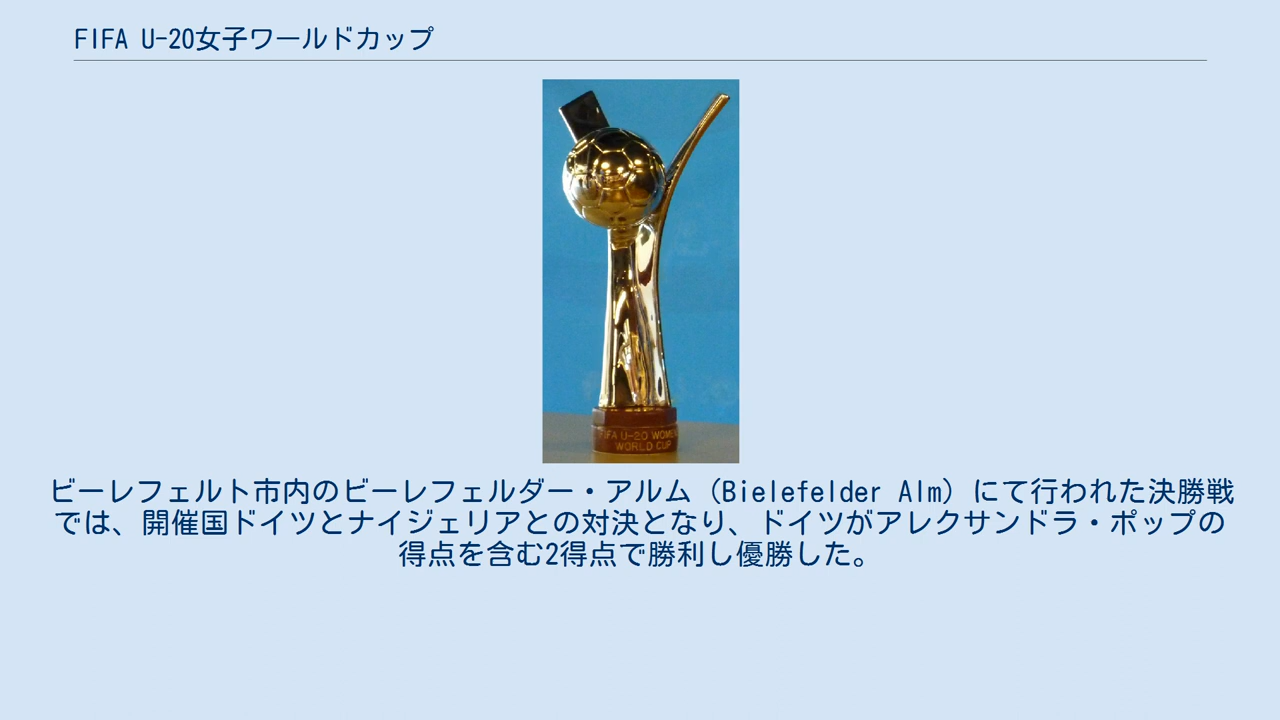 FIFA U-20女子ワールドカップ
FIFA U-20 WOMEN
WORLD CUP
ビーレフェルト市内のビーレフェルダー・アルム (Bielefelder Alm) にて行われた決勝戦
では、開催国ドイツとナイジェリアとの対決となり、ドイツがアレクサンドラ・ポップの
得点を含む2得点で勝利し優勝した。